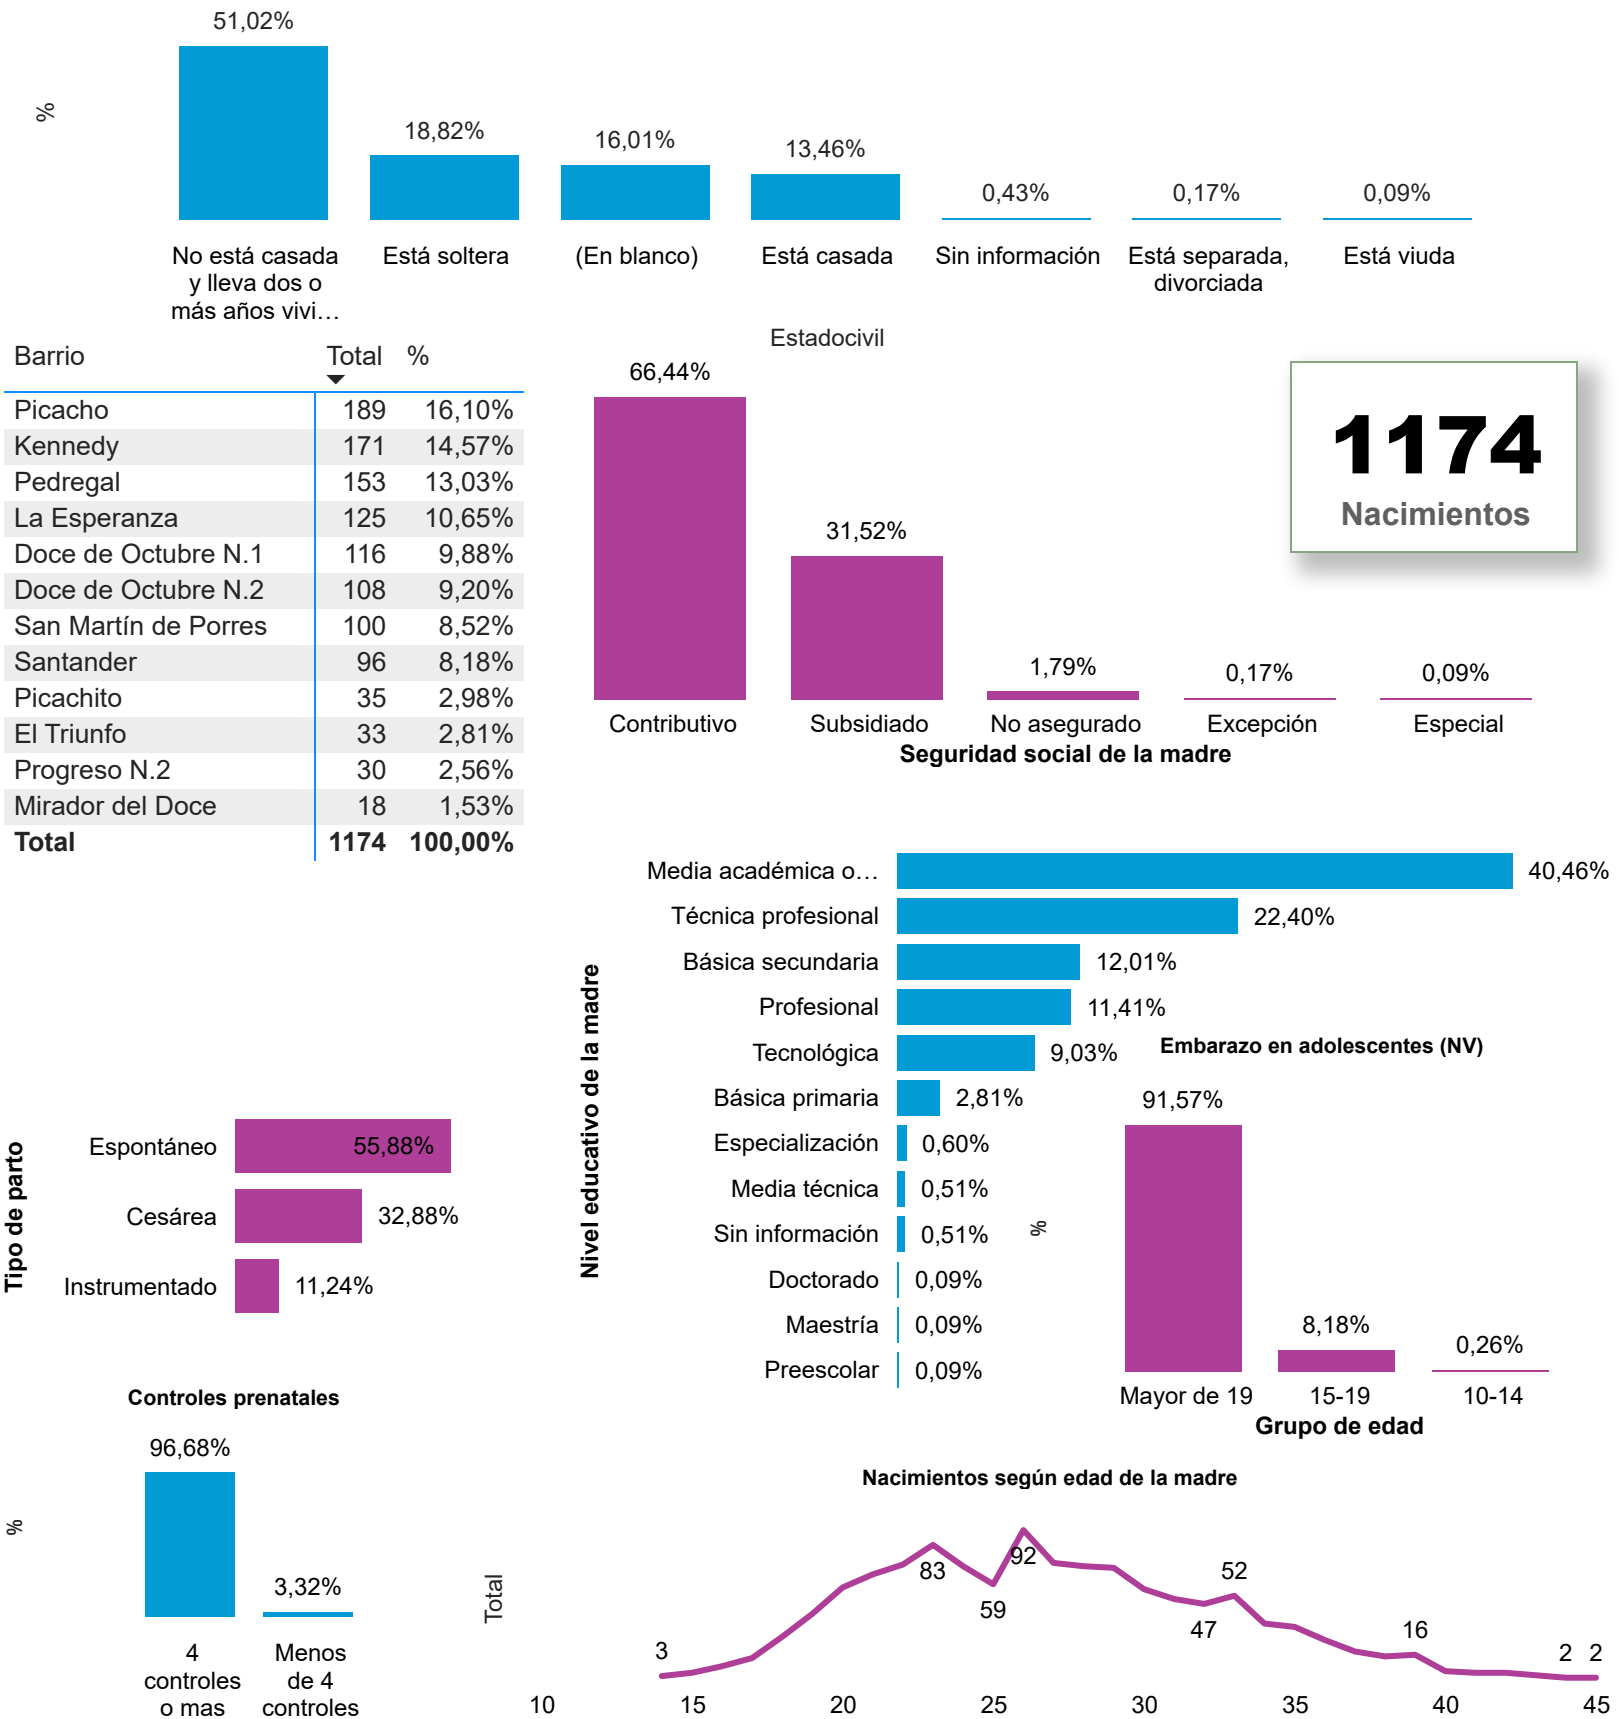 51,02%
18,82%
16,01%
13,46%
0,43%
0,17%
0,09%
%
No está casada
y lleva dos o
más años vivi…
Está soltera
(En blanco)
Está casada
Sin información
Está separada,
divorciada
Está viuda
Estadocivil
Barrio Total %
Picacho 189 16,10%
Kennedy 171 14,57%
Pedregal 153 13,03%
La Esperanza 125 10,65%
Doce de Octubre N.1 116 9,88%
Doce de Octubre N.2 108 9,20%
San Martín de Porres 100 8,52%
Santander 96 8,18%
Picachito 35 2,98%
El Triunfo 33 2,81%
Progreso N.2 30 2,56%
Mirador del Doce 18 1,53%
Total 1174 100,00%
66,44%
31,52%
1,79%
0,17%
0,09%
Contributivo
Subsidiado
No asegurado
Excepción
Especial
Seguridad social de la madre
1174
Nacimientos
Nivel educativo de la madre
Media académica o… 40,46%
Técnica profesional 22,40%
Básica secundaria 12,01%
Profesional 11,41%
Tecnológica 9,03%
Básica primaria 2,81%
Especialización 0,60%
Media técnica 0,51%
Sin información 0,51%
Doctorado 0,09%
Maestría 0,09%
Preescolar 0,09%
Embarazo en adolescentes (NV)
%
91,57%
8,18%
0,26%
Mayor de 19
15-19
10-14
Grupo de edad
Tipo de parto
Espontáneo 55,88%
Cesárea 32,88%
Instrumentado 11,24%
Controles prenatales
%
96,68%
3,32%
4
controles
o mas
Menos
de 4
controles
Nacimientos según edad de la madre
Total
3
83
59
92
47
52
16
2
2
10 15 20 25 30 35 40 45